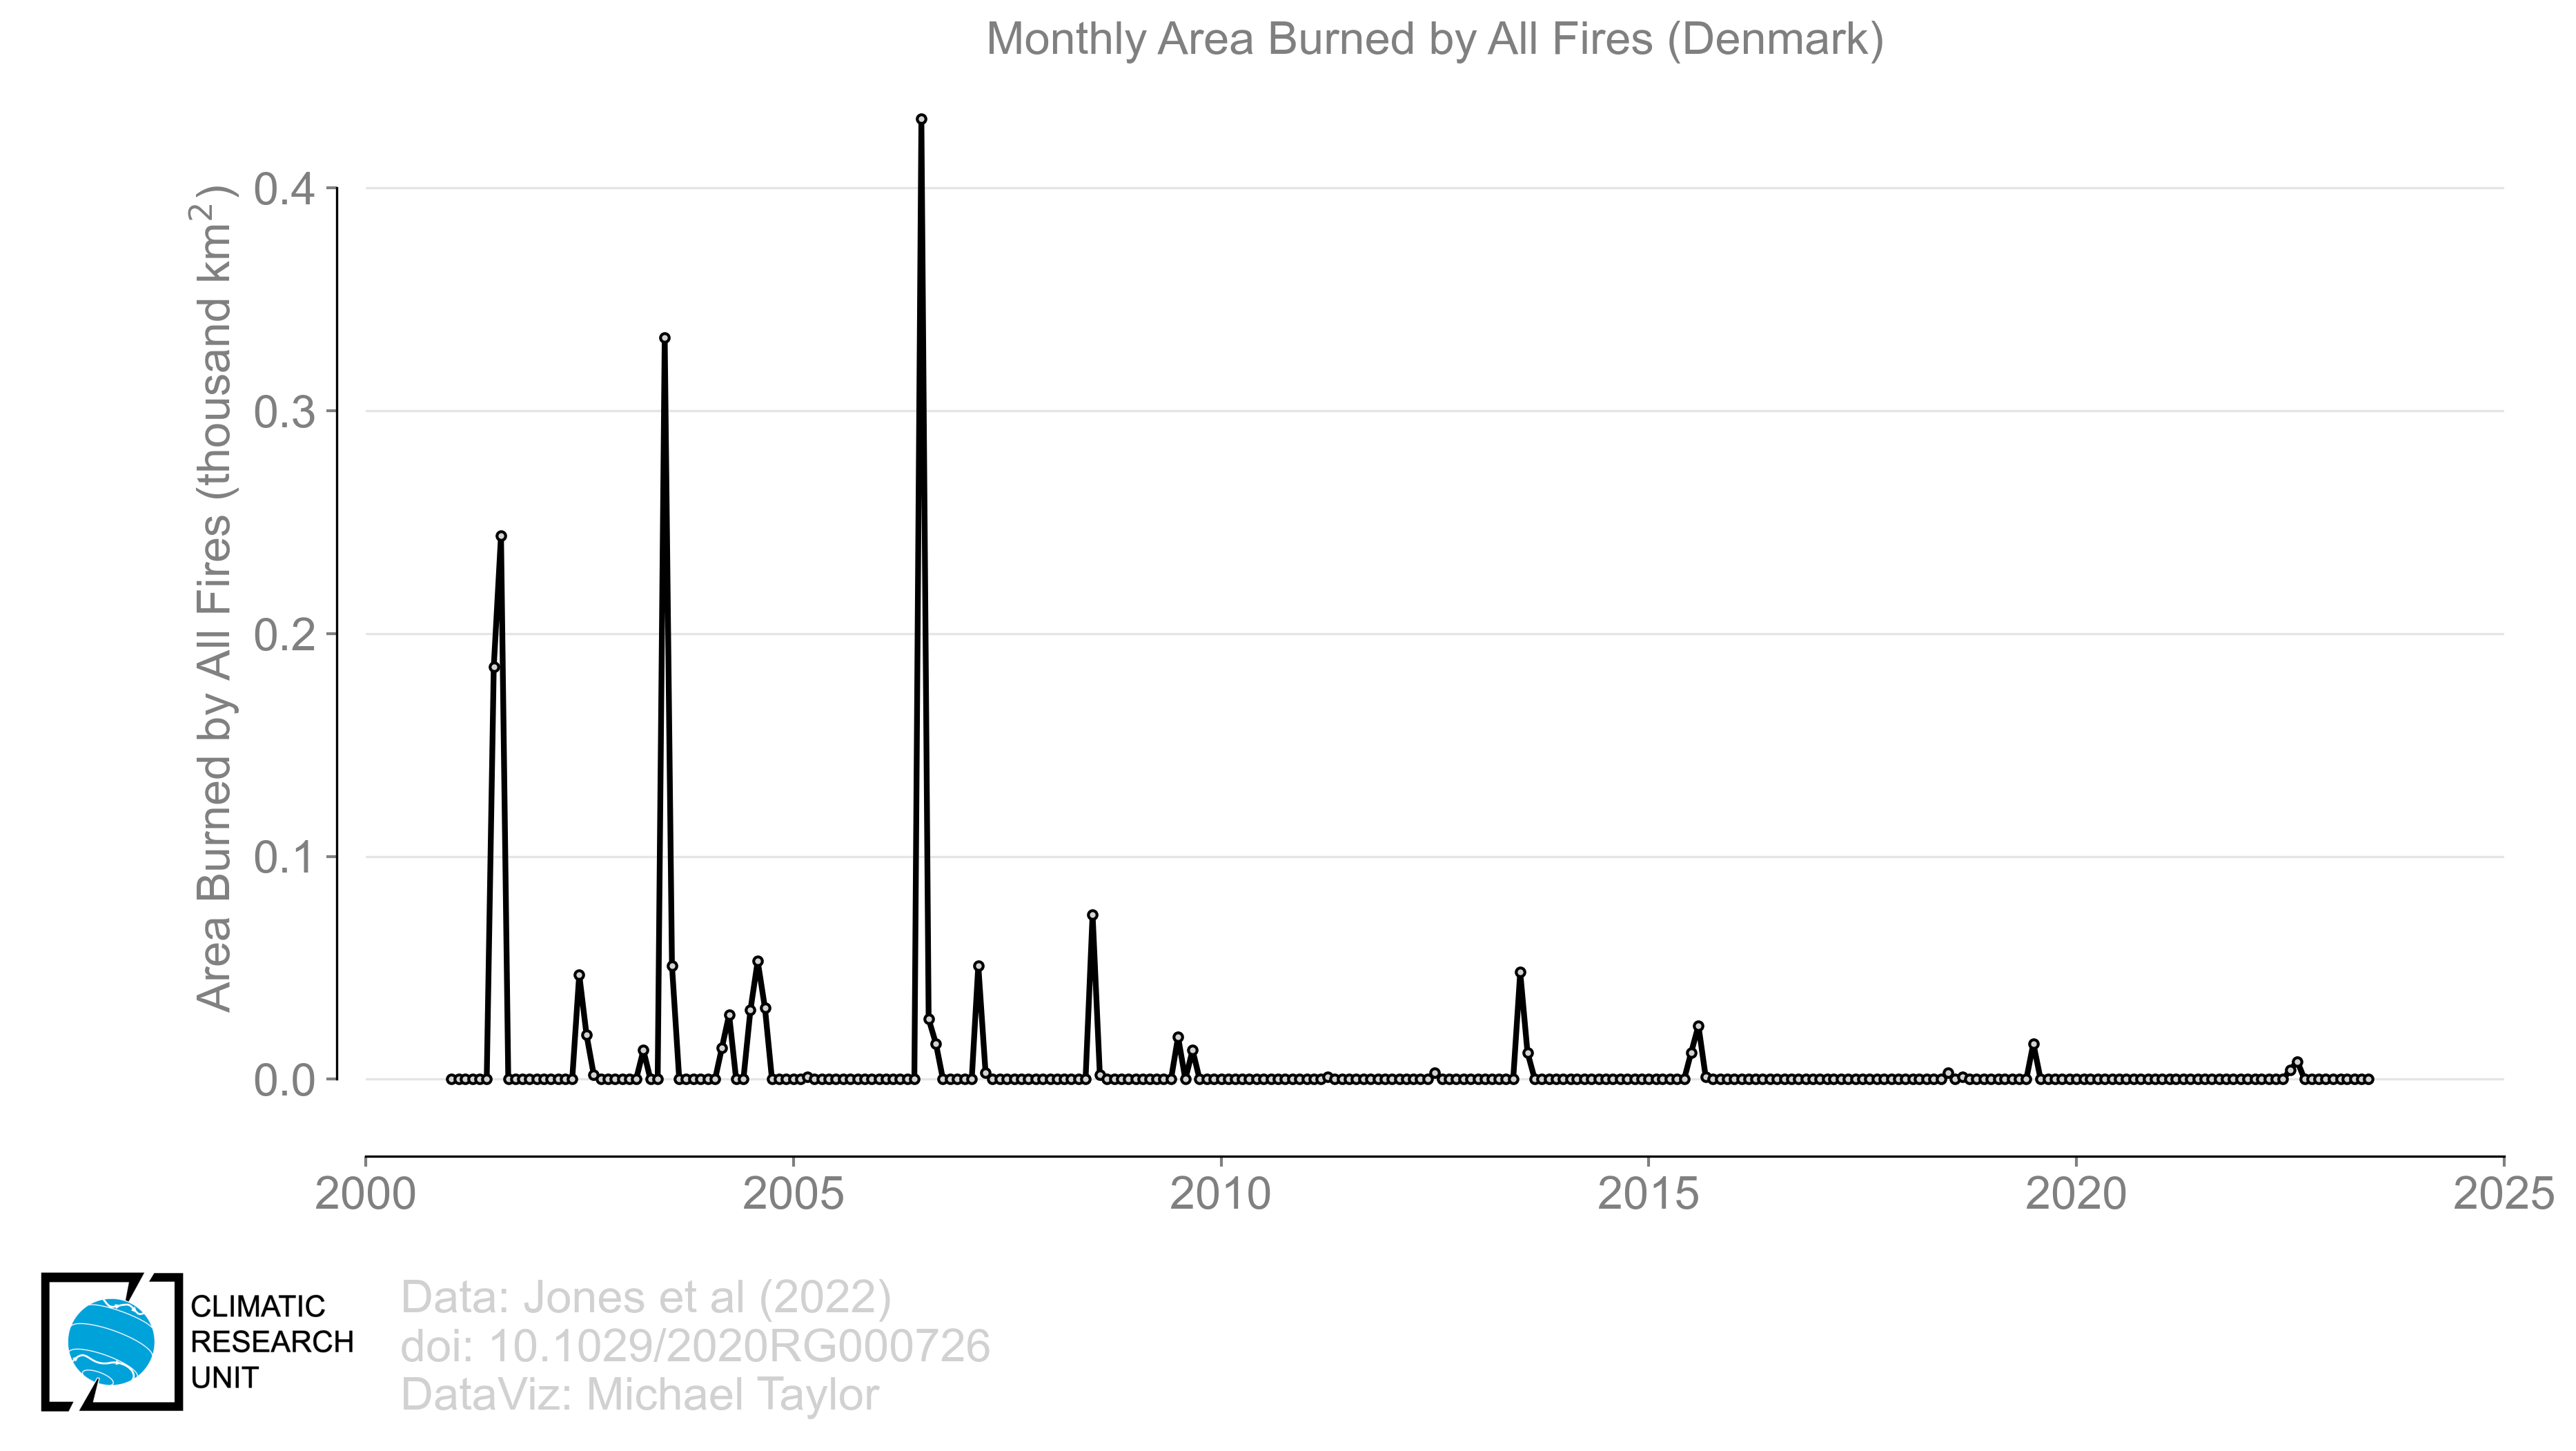 Monthly Area Burned by All Fires (Denmark)
Area Burned by All Fires (thousand km²)
0.4
0.3
0.2
0.1
0.0
2000 2005 2010 2015 2020 2025
CLIMATIC
RESEARCH
UNIT
Data: Jones et al (2022)
doi: 10.1029/2020RG000726
DataViz: Michael Taylor